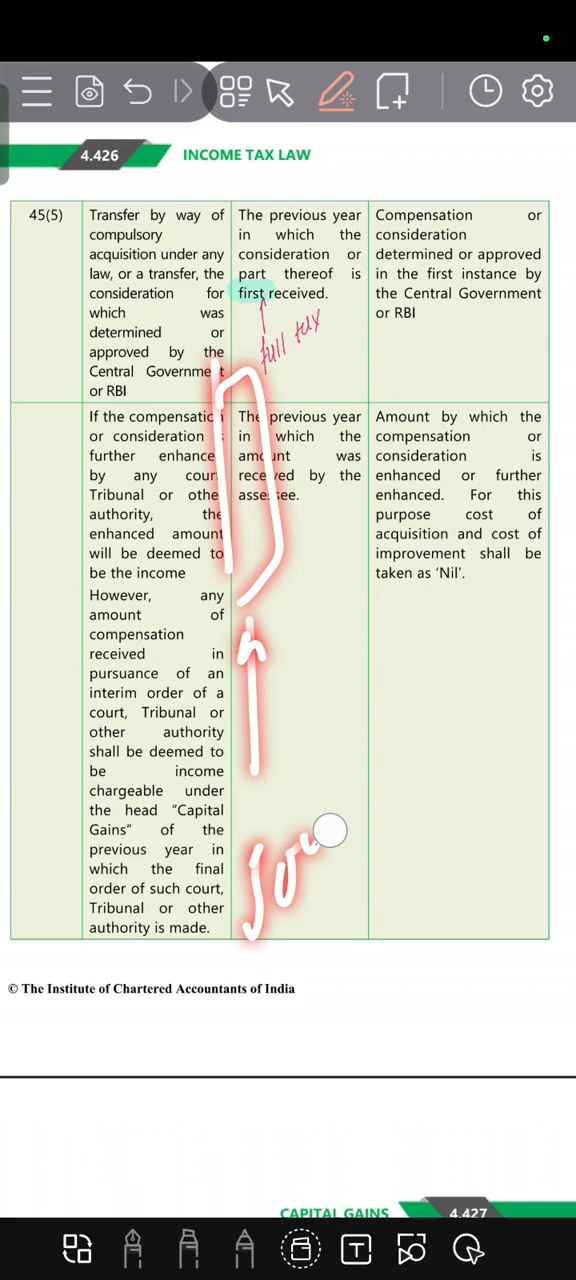 4.426 INCOME TAX LAW
45(5)
Transfer by way of
compulsory
acquisition under any
law, or a transfer, the
consideration for
which was
determined or
approved by the
Central Government
or RBI
The previous year
in which the
consideration or
part thereof is
first received.
full tax
Compensation or
consideration
determined or approved
in the first instance by
the Central Government
or RBI
If the compensation
or consideration is
further enhanced
by any court,
Tribunal or other
authority, the
enhanced amount
will be deemed to
be the income
However, any
amount of
compensation
received in
pursuance of an
interim order of a
court, Tribunal or
other authority
shall be deemed to
be income
chargeable under
the head “Capital
Gains” of the
previous year in
which the final
order of such court,
Tribunal or other
authority is made.
The previous year
in which the
amount was
received by the
assessee.
Amount by which the
compensation or
consideration is
enhanced or further
enhanced. For this
purpose cost of
acquisition and cost of
improvement shall be
taken as ‘Nil’.
© The Institute of Chartered Accountants of India
CAPITAL GAINS 4.427
T